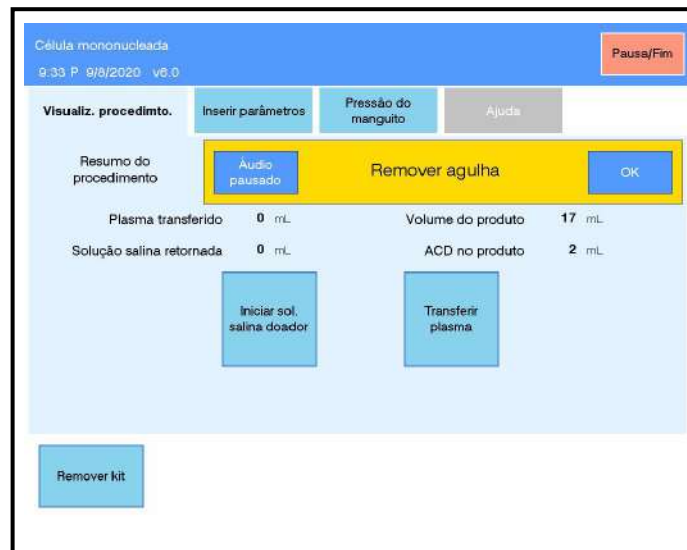 Célula mononucleada
9:33 P 9/8/2020 v6.0
Pausa/Fim
Visualiz. procedimto.
Inserir parâmetros
Pressão do
manguito
Ajuda
Resumo do
procedimento
Áudio
pausado
Remover agulha
OK
Plasma transferido 0 mL
Volume do produto 17 mL
Solução salina retornada 0 mL
ACD no produto 2 mL
Iniciar sol.
salina doador
Transferir
plasma
Remover kit